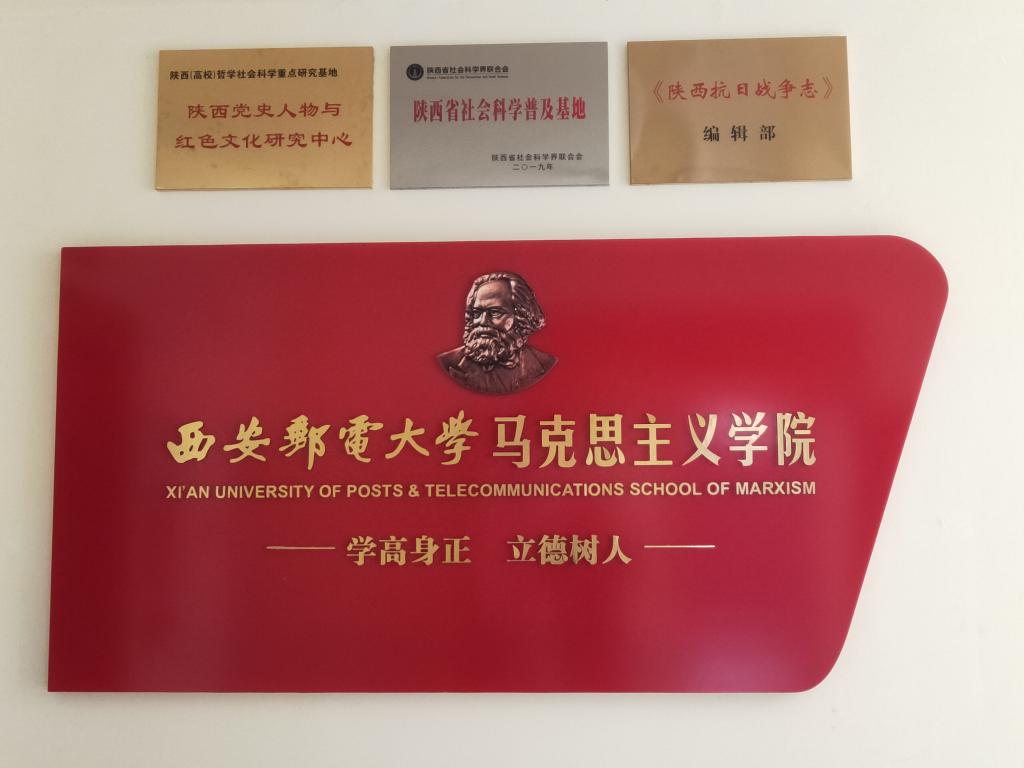 陕西(高校)哲学社会科学重点研究基地
陕西党史人物与
红色文化研究中心
陕西省社会科学界联合会
陕西省社会科学普及基地
陕西省社会科学界联合会
二〇一九年
《陕西抗日战争志》
编辑部
西安郵電大学马克思主义学院
XI'AN UNIVERSITY OF POSTS & TELECOMMUNICATIONS SCHOOL OF MARXISM
学高身正 立德树人